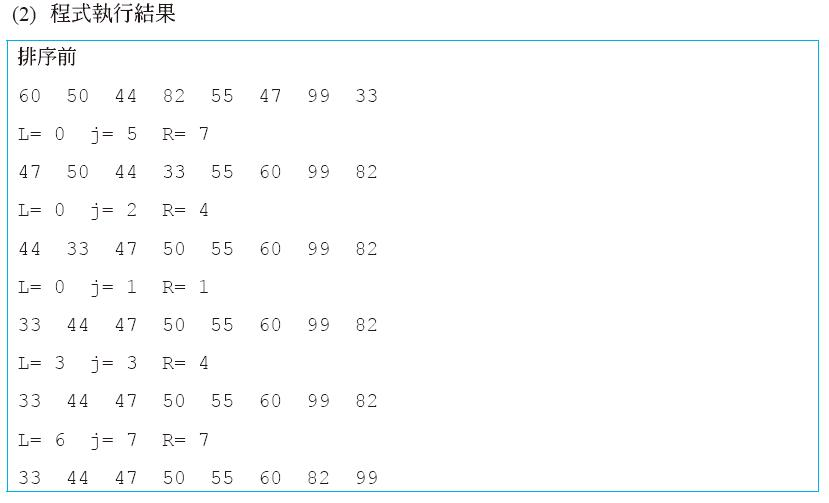 (2) 程式執行結果
排序前
60 50 44 82 55 47 99 33
L= 0 j= 5 R= 7
47 50 44 33 55 60 99 82
L= 0 j= 2 R= 4
44 33 47 50 55 60 99 82
L= 0 j= 1 R= 1
33 44 47 50 55 60 99 82
L= 3 j= 3 R= 4
33 44 47 50 55 60 99 82
L= 6 j= 7 R= 7
33 44 47 50 55 60 82 99